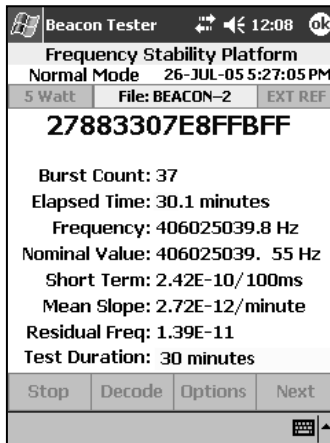 Beacon Tester 12:08 ok
Frequency Stability Platform
Normal Mode 26-JUL-05 5:27:05 PM
5 Watt File: BEACON-2 EXT REF
27883307E8FFBFF
Burst Count: 37
Elapsed Time: 30.1 minutes
Frequency: 406025039.8 Hz
Nominal Value: 406025039. 55 Hz
Short Term: 2.42E-10/100ms
Mean Slope: 2.72E-12/minute
Residual Freq: 1.39E-11
Test Duration: 30 minutes
Stop Decode Options Next